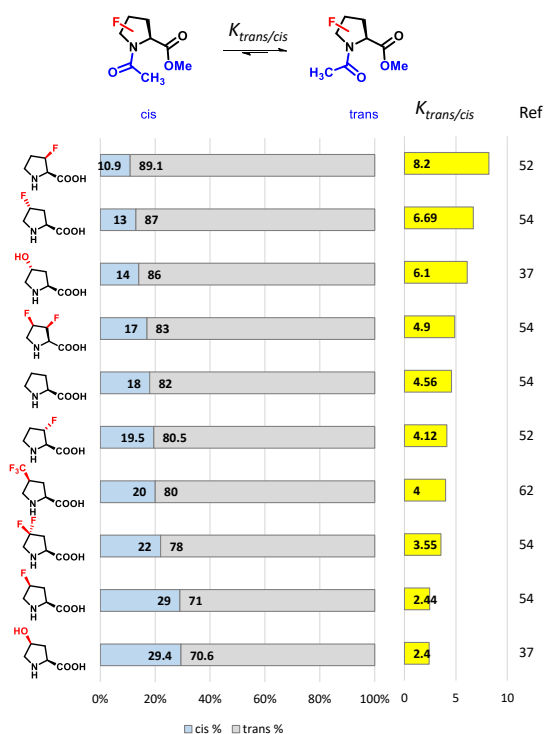 F
N
O
OMe
O
CH3
Ktrans/cis
F
N
O
OMe
H3C
O
cis
trans
Ktrans/cis
Ref
F
N
H
COOH
10.9
89.1
8.2
52
F
N
H
COOH
13
87
6.69
54
HO
N
H
COOH
14
86
6.1
37
F
F
N
H
COOH
17
83
4.9
54
N
H
COOH
18
82
4.56
54
F
N
H
COOH
19.5
80.5
4.12
52
F3C
N
H
COOH
20
80
4
62
F
F
N
H
COOH
22
78
3.55
54
F
N
H
COOH
29
71
2.44
54
HO
N
H
COOH
29.4
70.6
2.4
37
0% 20% 40% 60% 80% 100% 0 5 10
cis % trans %